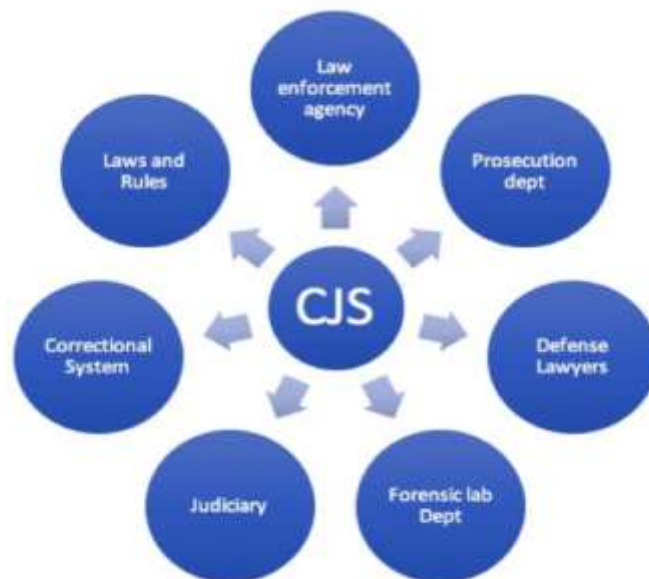 Law
enforcement
agency
Prosecution
dept
Defense
Lawyers
Forensic lab
Dept
Judiciary
Correctional
System
Laws and
Rules
CJS